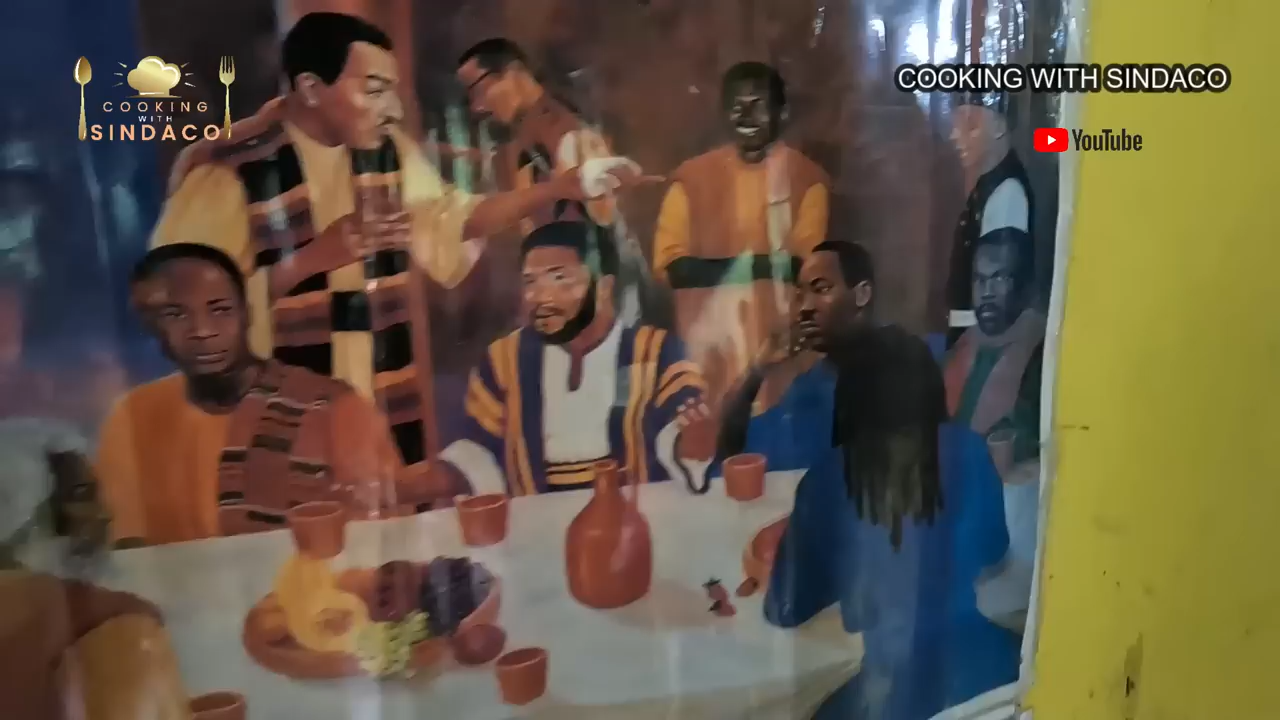 COOKING
WITH
SINDACO
COOKING WITH SINDACO
YouTube